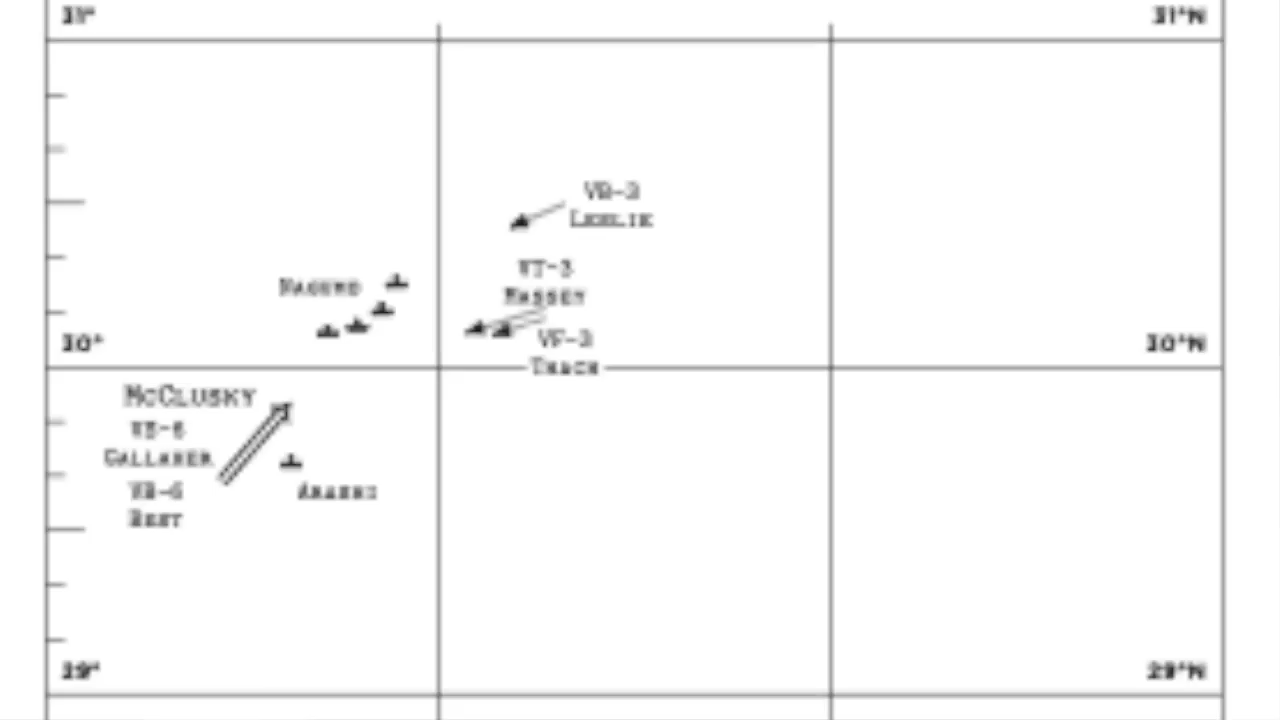 31° 31°N
VB-3
LESLIE
VT-3
MASSEY
NAGUMO
VF-3
THACH
30° 30°N
MCCLUSKY
VS-6
GALLAHER
VB-6
BEST
ARASHI
29° 29°N